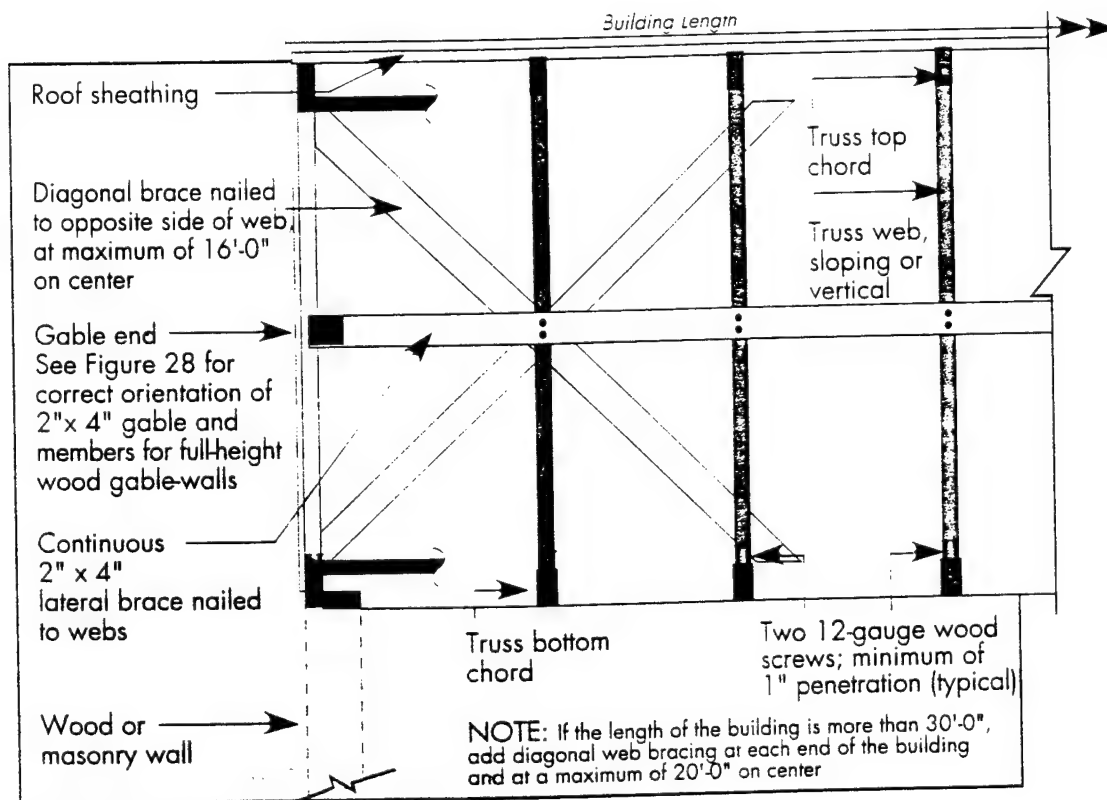 Building Length
Roof sheathing
Diagonal brace nailed
to opposite side of web,
at maximum of 16'-0"
on center
Gable end
See Figure 28 for
correct orientation of
2"x 4" gable and
members for full-height
wood gable-walls
Continuous
2" x 4"
lateral brace nailed
to webs
Wood or
masonry wall
Truss top
chord
Truss web,
sloping or
vertical
Truss bottom
chord
Two 12-gauge wood
screws; minimum of
1" penetration (typical)
NOTE: If the length of the building is more than 30'-0",
add diagonal web bracing at each end of the building
and at a maximum of 20'-0" on center